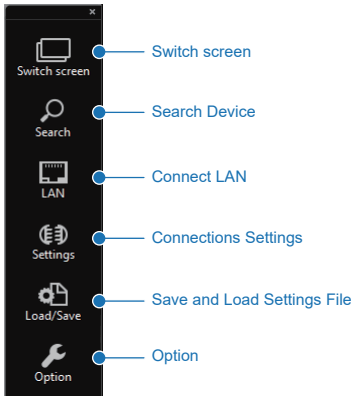 ×
Switch screen
Switch screen
Search
Search Device
LAN
Connect LAN
Settings
Connections Settings
Load/Save
Save and Load Settings File
Option
Option